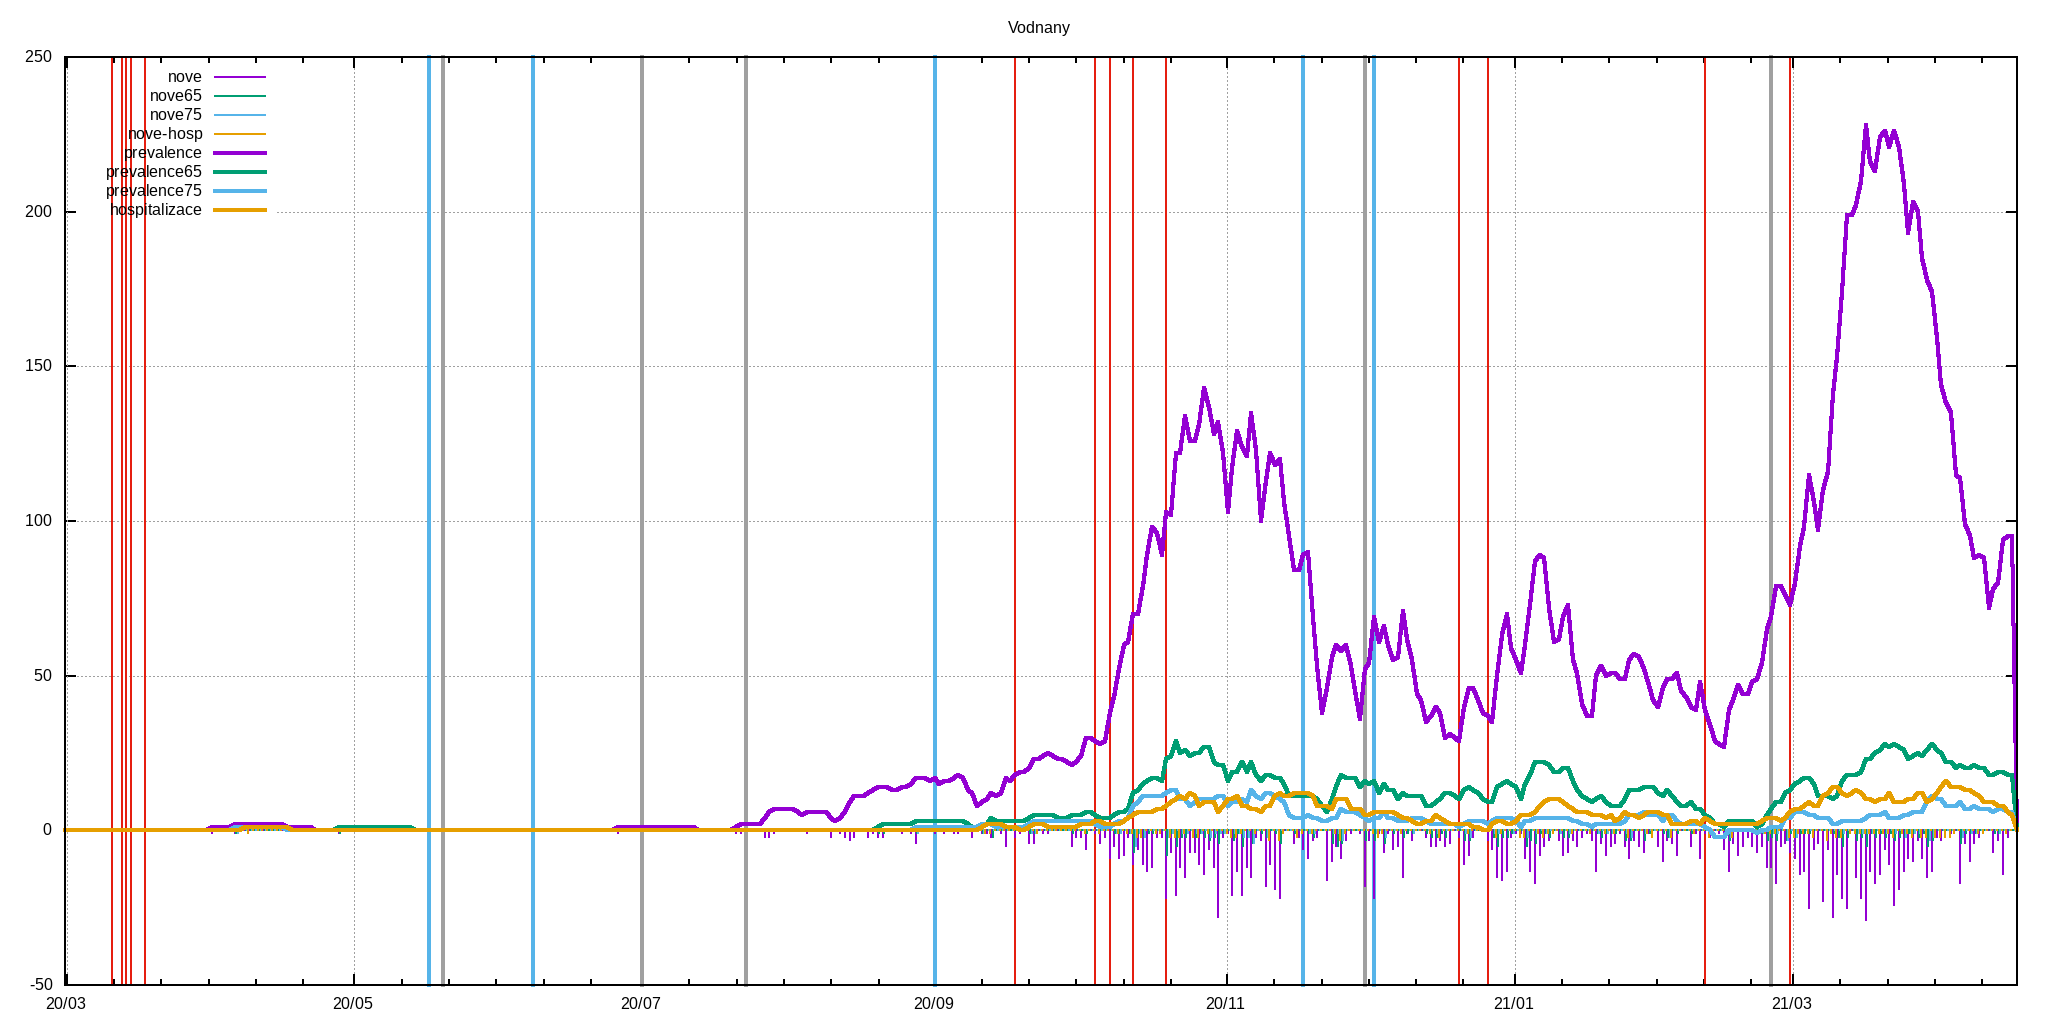 Vodnany
250
200
150
100
50
0
-50
nove
nove65
nove75
nove-hosp
prevalence
prevalence65
prevalence75
hospitalizace
20/03 20/05 20/07 20/09 20/11 21/01 21/03